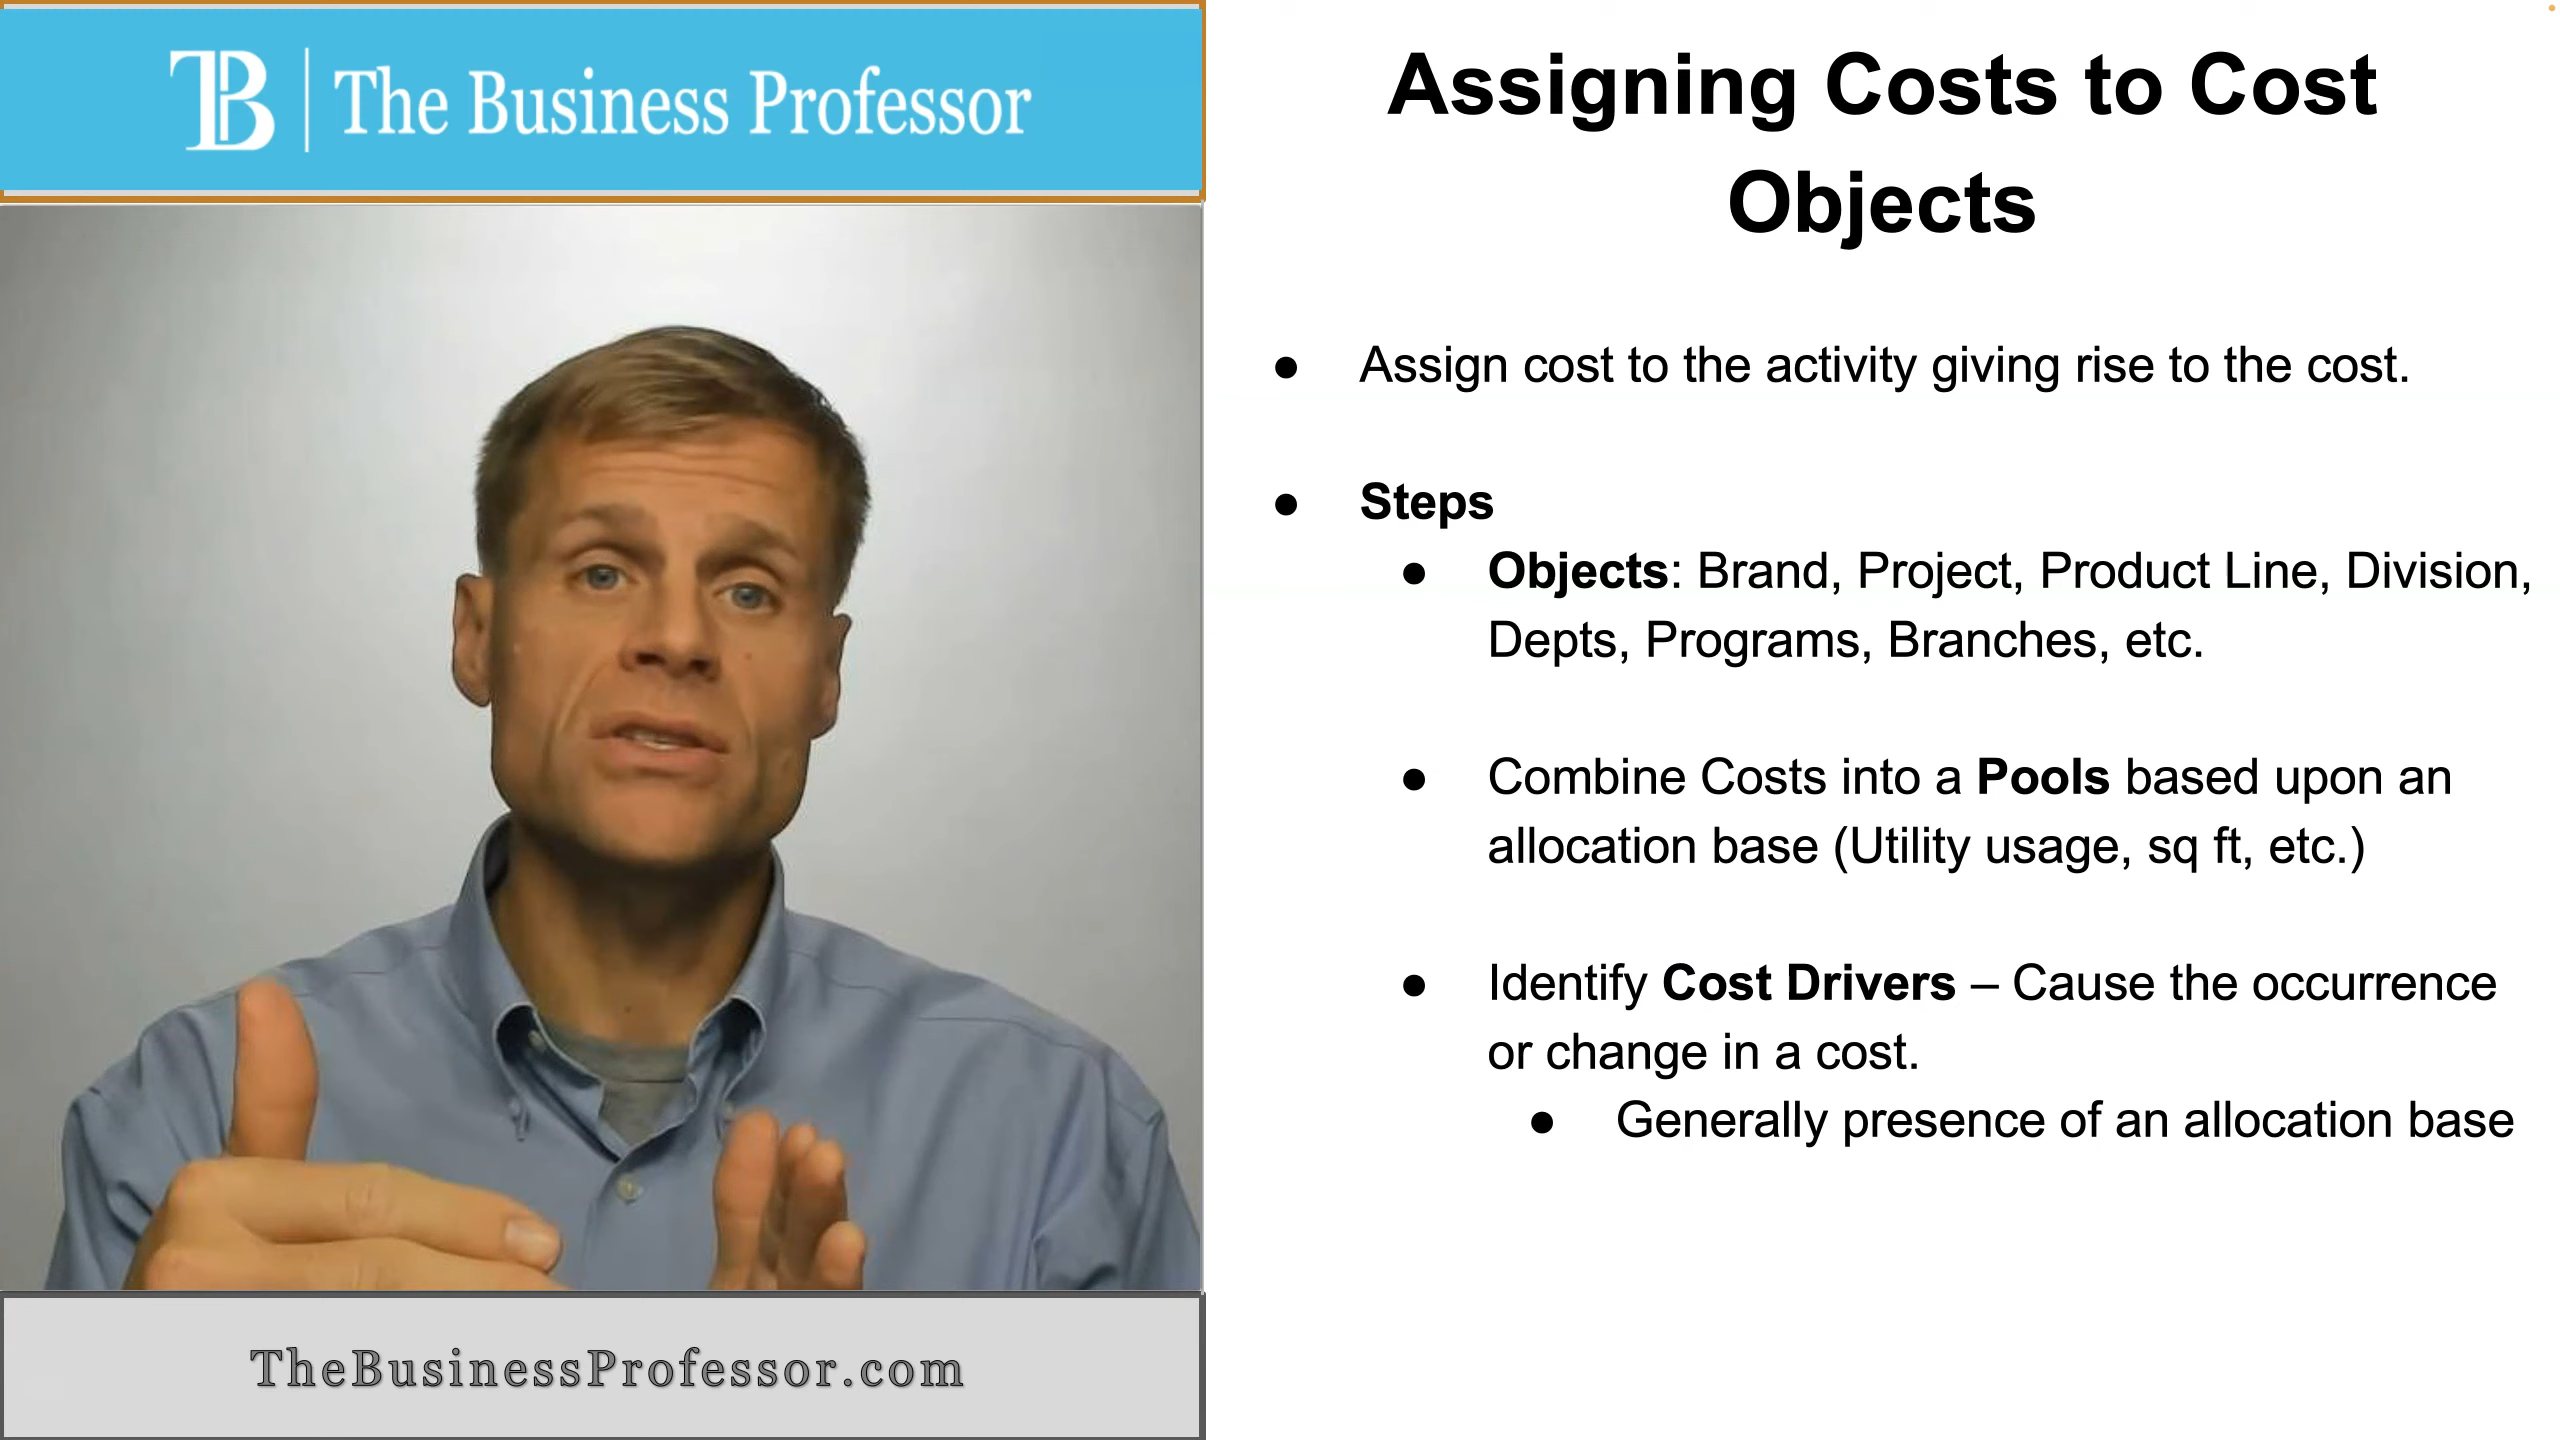 TB | The Business Professor
TheBusinessProfessor.com
Assigning Costs to Cost
Objects
● Assign cost to the activity giving rise to the cost.
● Steps
● Objects: Brand, Project, Product Line, Division,
Depts, Programs, Branches, etc.
● Combine Costs into a Pools based upon an
allocation base (Utility usage, sq ft, etc.)
● Identify Cost Drivers – Cause the occurrence
or change in a cost.
● Generally presence of an allocation base